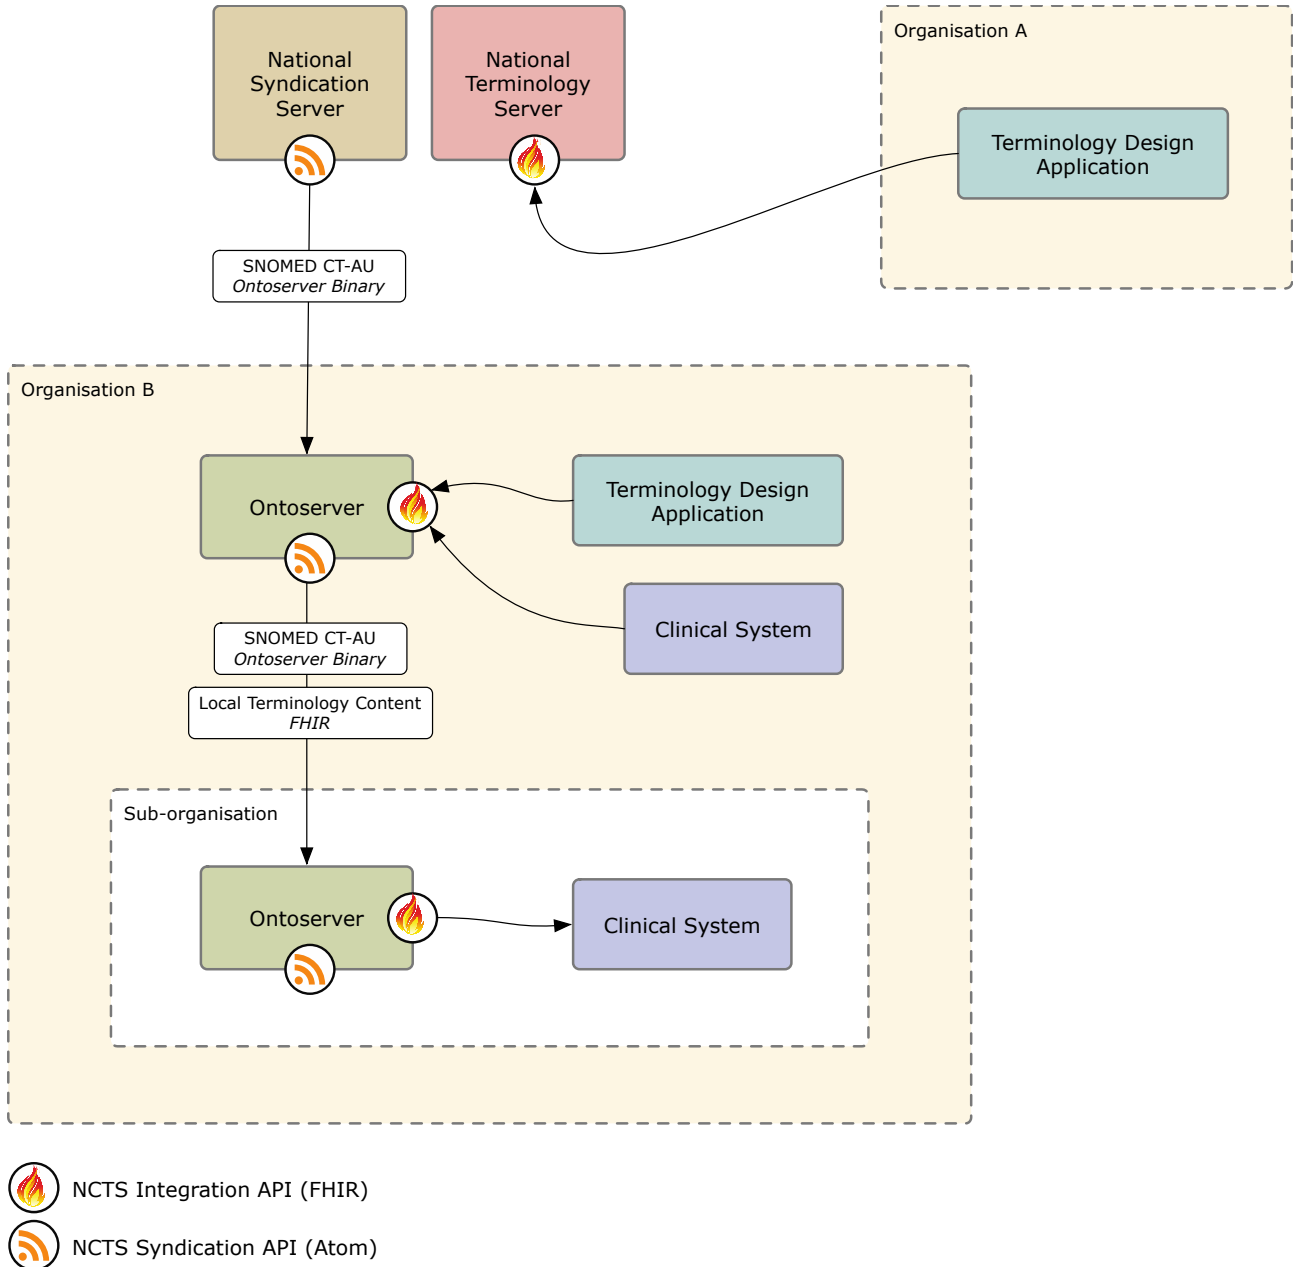 National
Syndication
Server
National
Terminology
Server
Organisation A
Terminology Design
Application
SNOMED CT-AU
Ontoserver Binary
Organisation B
Ontoserver
Terminology Design
Application
Clinical System
SNOMED CT-AU
Ontoserver Binary
Local Terminology Content
FHIR
Sub-organisation
Ontoserver
Clinical System
NCTS Integration API (FHIR)
NCTS Syndication API (Atom)